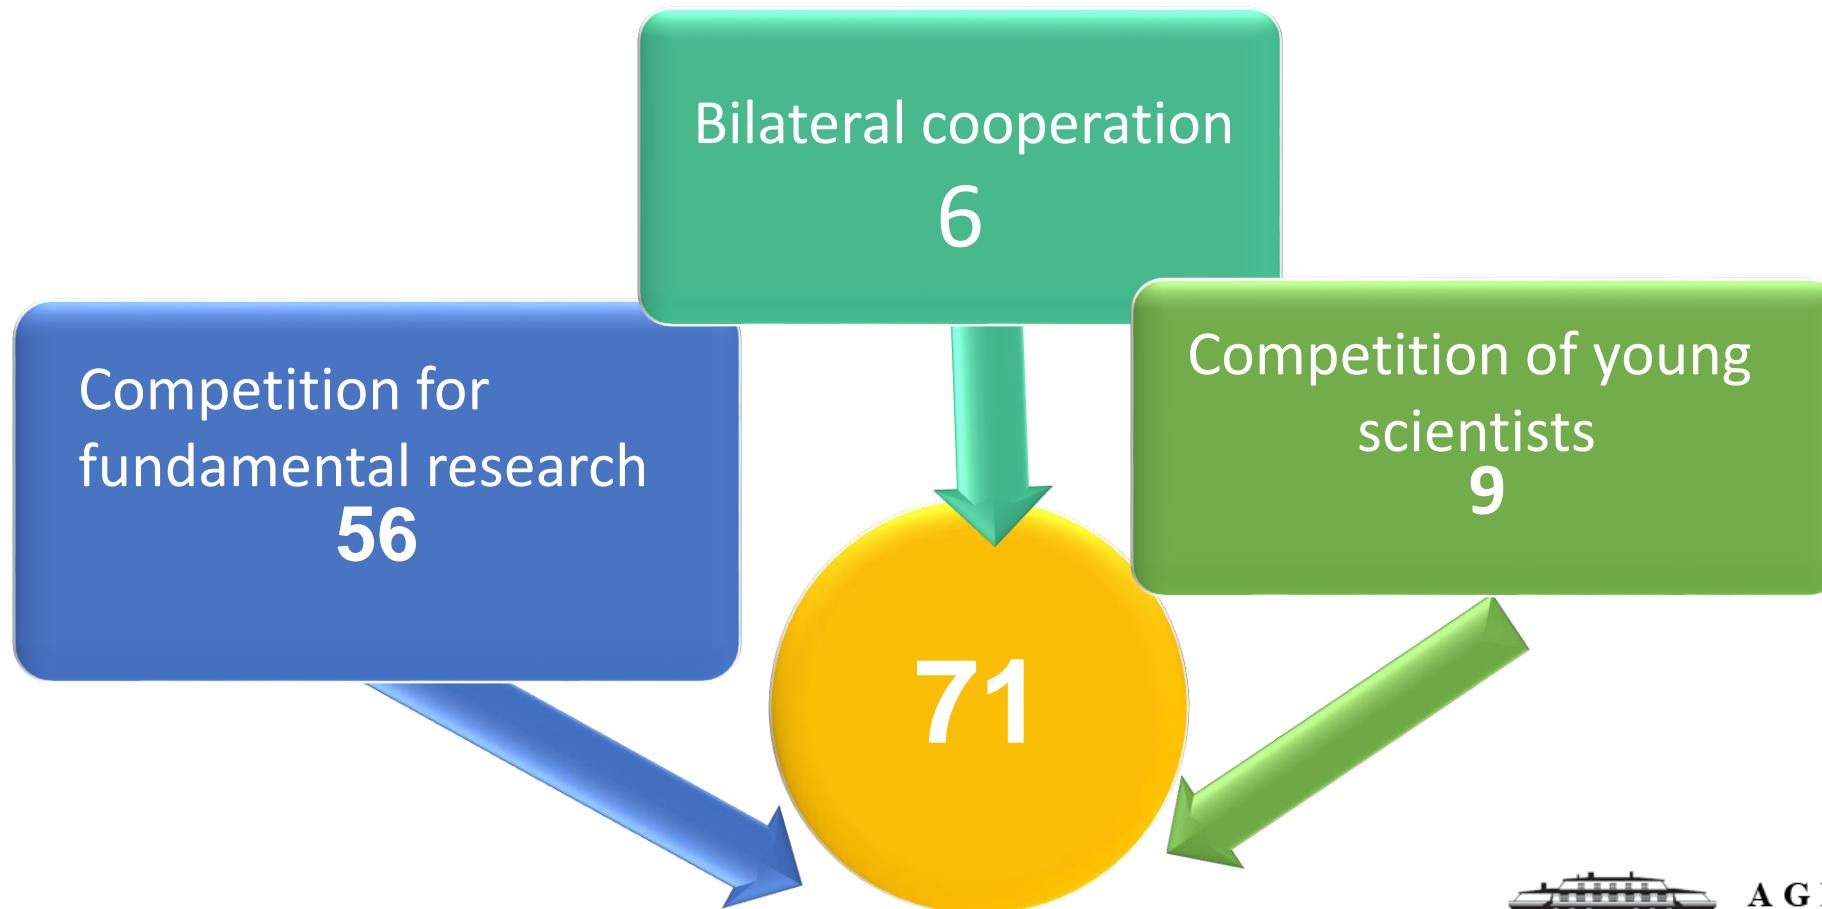 Bilateral cooperation
6
Competition for
fundamental research
56
Competition of young
scientists
9
71